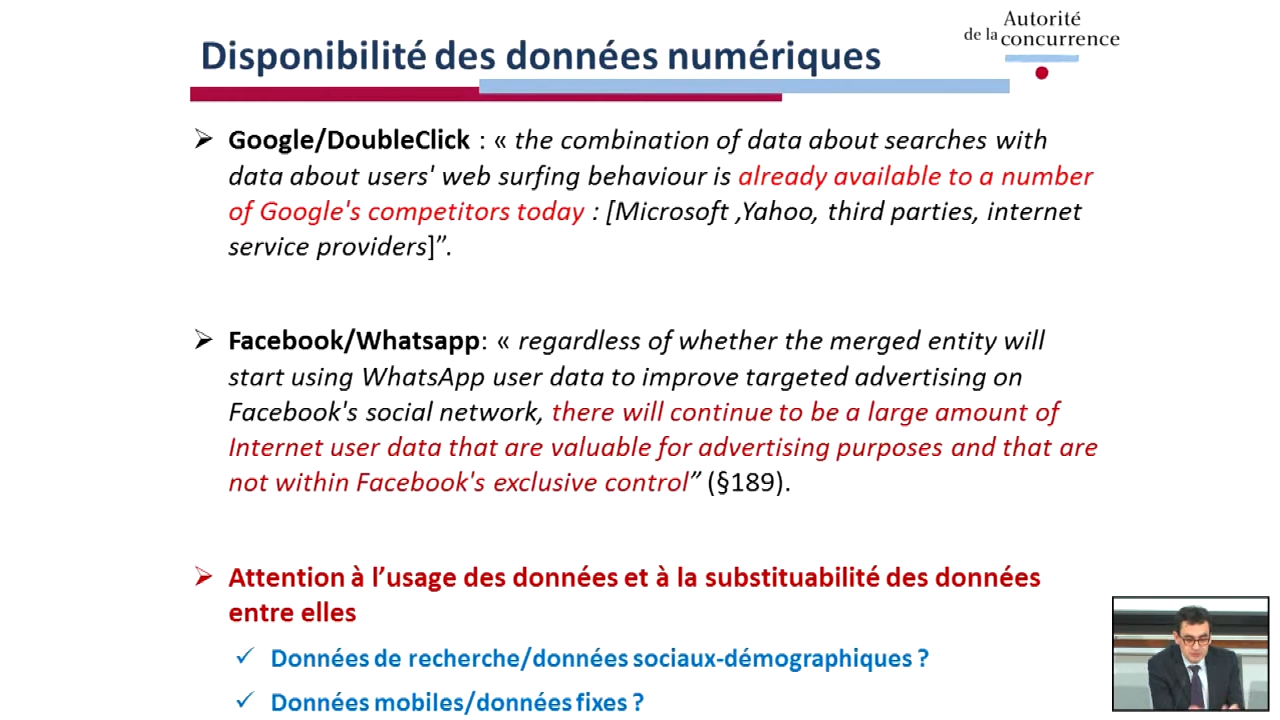 Autorité
de la concurrence
Disponibilité des données numériques
Google/DoubleClick : « the combination of data about searches with
data about users' web surfing behaviour is already available to a number
of Google's competitors today : [Microsoft ,Yahoo, third parties, internet
service providers]”.
Facebook/Whatsapp: « regardless of whether the merged entity will
start using WhatsApp user data to improve targeted advertising on
Facebook's social network, there will continue to be a large amount of
Internet user data that are valuable for advertising purposes and that are
not within Facebook's exclusive control” (§189).
Attention à l’usage des données et à la substituabilité des données
entre elles
Données de recherche/données sociaux-démographiques ?
Données mobiles/données fixes ?